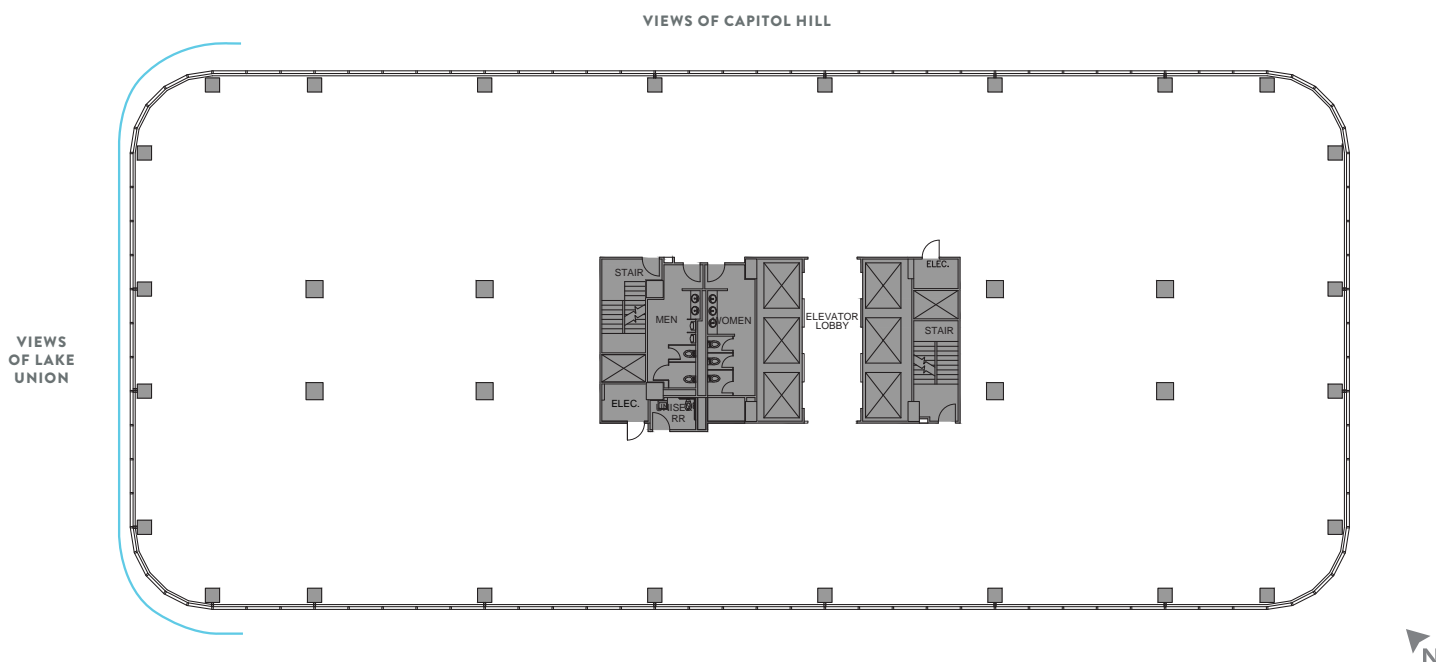 VIEWS OF CAPITOL HILL
VIEWS
OF LAKE
UNION
STAIR
ELEC.
MEN
WOMEN
ELEVATOR
LOBBY
STAIR
ELEC.
RR
N